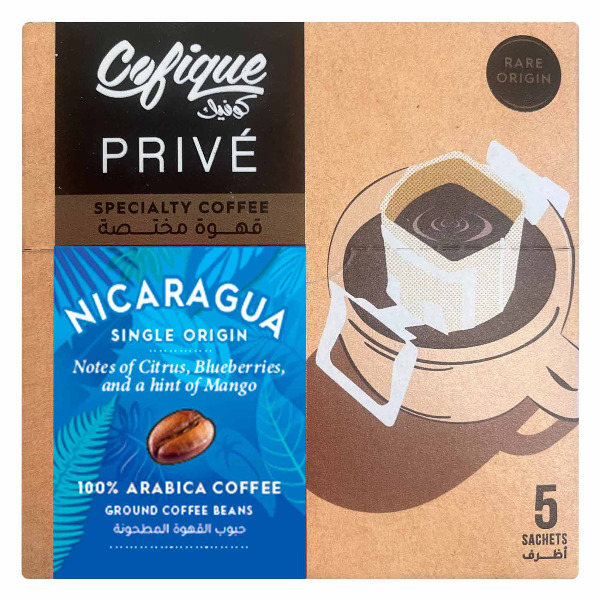 Cofique
كوفيك
PRIVÉ
RARE
ORIGIN
SPECIALTY COFFEE
قهوة مختصة
NICARAGUA
SINGLE ORIGIN
Notes of Citrus, Blueberries,
and a hint of Mango
100% ARABICA COFFEE
GROUND COFFEE BEANS
حبوب القهوة المطحونة
5
SACHETS
أظرف